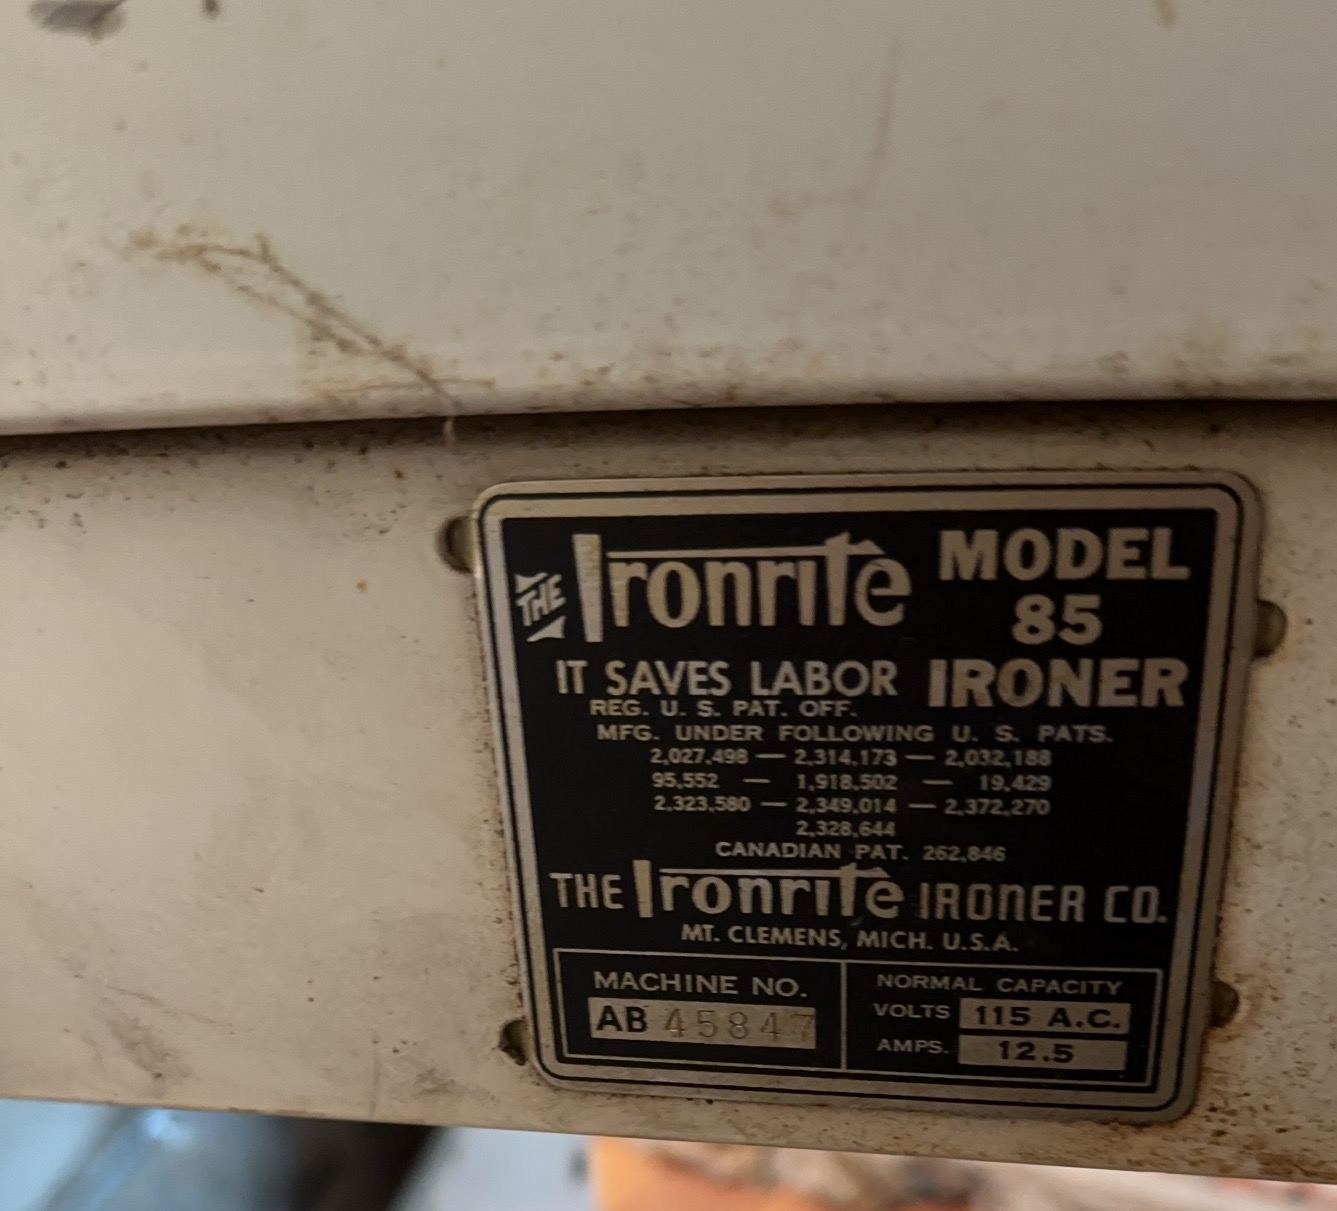 THE Ironrite MODEL
85
IT SAVES LABOR IRONER
REG. U. S. PAT. OFF.
MFG. UNDER FOLLOWING U. S. PATS.
2,027,498 — 2,314,173 — 2,032,188
95,552 — 1,918,502 — 19,429
2,323,580 — 2,349,014 — 2,372,270
2,328,644
CANADIAN PAT. 262,846
THE Ironrite IRONER CO.
MT. CLEMENS, MICH. U.S.A.
MACHINE NO.
AB 45847
NORMAL CAPACITY
VOLTS 115 A.C.
AMPS. 12.5